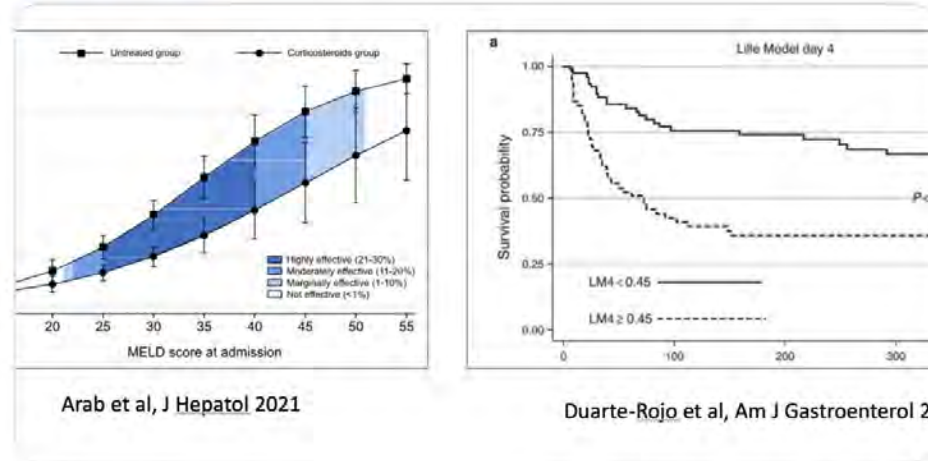 Untreated group
Corticosteroids group
Highly effective (21-30%)
Moderately effective (11-20%)
Marginally effective (1-10%)
Not effective (<1%)
20 25 30 35 40 45 50 55
MELD score at admission
Arab et al, J Hepatol 2021
a
Lille Model day 4
Survival probability
1.00
0.75
0.50
0.25
0.00
P<
LM4 < 0.45
LM4 ≥ 0.45
0 100 200 300
Duarte-Rojo et al, Am J Gastroenterol 2